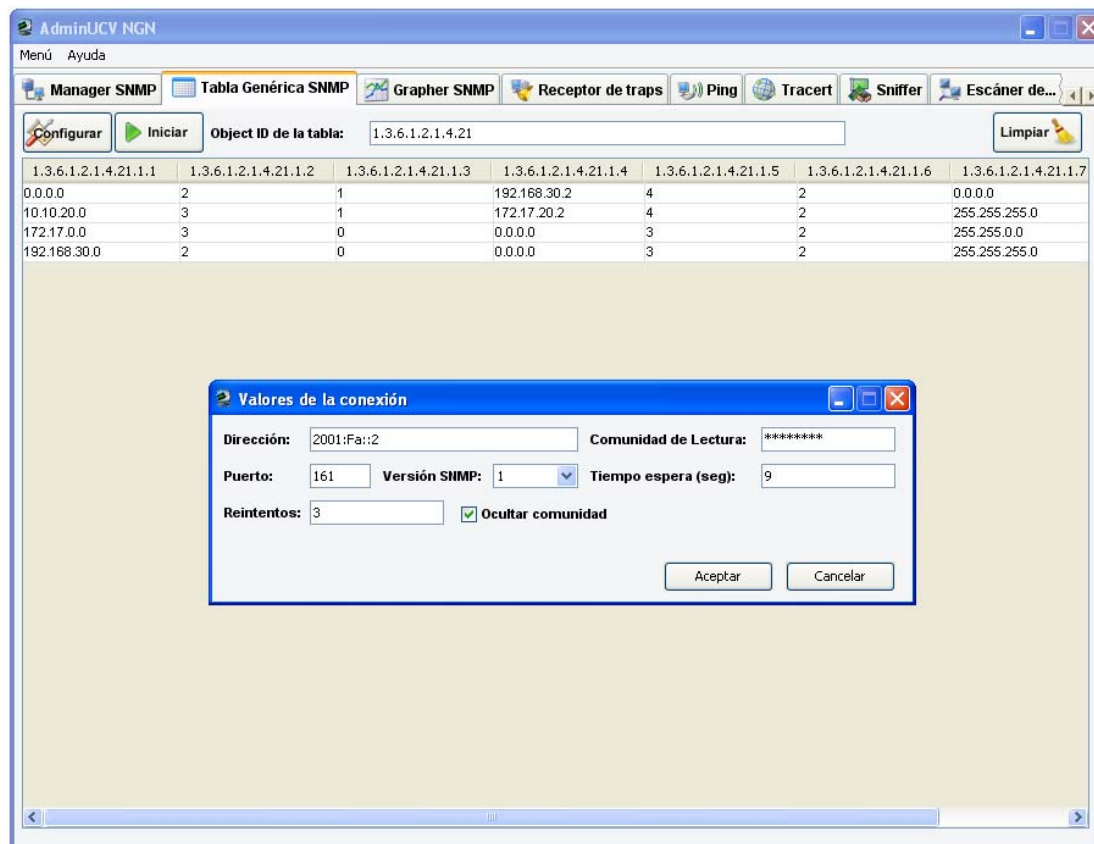 AdminUCV NGN
Menú Ayuda
Manager SNMP Tabla Genérica SNMP Grapher SNMP Receptor de traps Ping Tracert Sniffer Escáner de...
Configurar Iniciar Object ID de la tabla: 1.3.6.1.2.1.4.21 Limpiar
1.3.6.1.2.1.4.21.1.1 1.3.6.1.2.1.4.21.1.2 1.3.6.1.2.1.4.21.1.3 1.3.6.1.2.1.4.21.1.4 1.3.6.1.2.1.4.21.1.5 1.3.6.1.2.1.4.21.1.6 1.3.6.1.2.1.4.21.1.7
0.0.0.0 2 1 192.168.30.2 4 2 0.0.0.0
10.10.20.0 3 1 172.17.20.2 4 2 255.255.255.0
172.17.0.0 3 0 0.0.0.0 3 2 255.255.0.0
192.168.30.0 2 0 0.0.0.0 3 2 255.255.255.0
Valores de la conexión
Dirección: 2001:Fa::2 Comunidad de Lectura: ********
Puerto: 161 Versión SNMP: 1 Tiempo espera (seg): 9
Reintentos: 3 Ocultar comunidad
Aceptar Cancelar